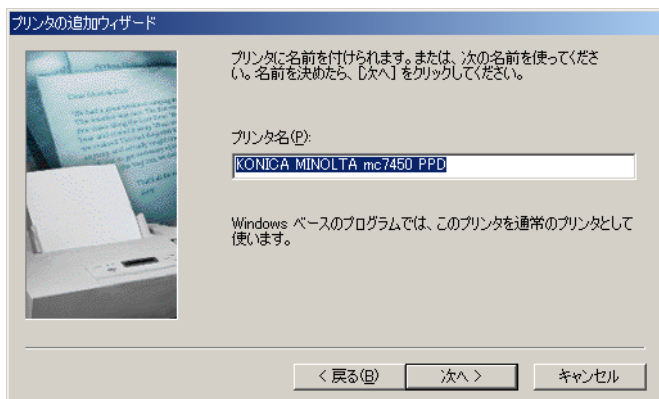 プリンタの追加ウィザード
プリンタに名前を付けられます。または、次の名前を使ってくださ
い。名前を決めたら、[次へ] をクリックしてください。
プリンタ名(P):
KONICA MINOLTA mc7450 PPD
Windows ベースのプログラムでは、このプリンタを通常のプリンタとして
使います。
< 戻る(B)
次へ >
キャンセル